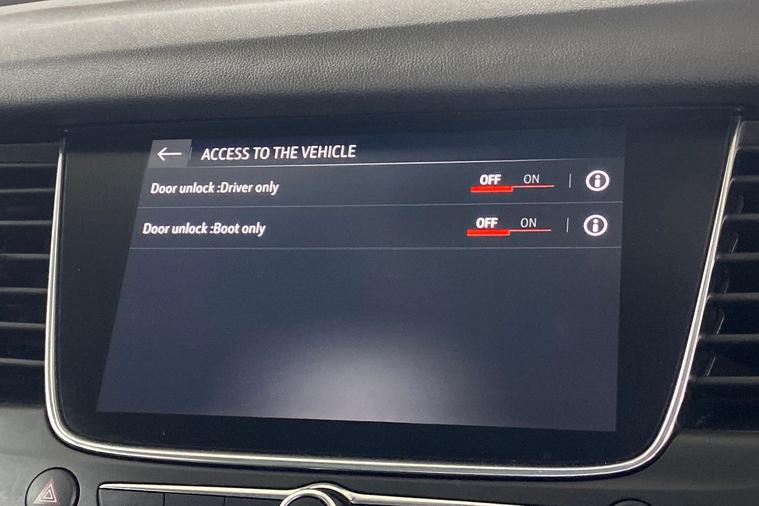 ACCESS TO THE VEHICLE
Door unlock :Driver only OFF ON
Door unlock :Boot only OFF ON